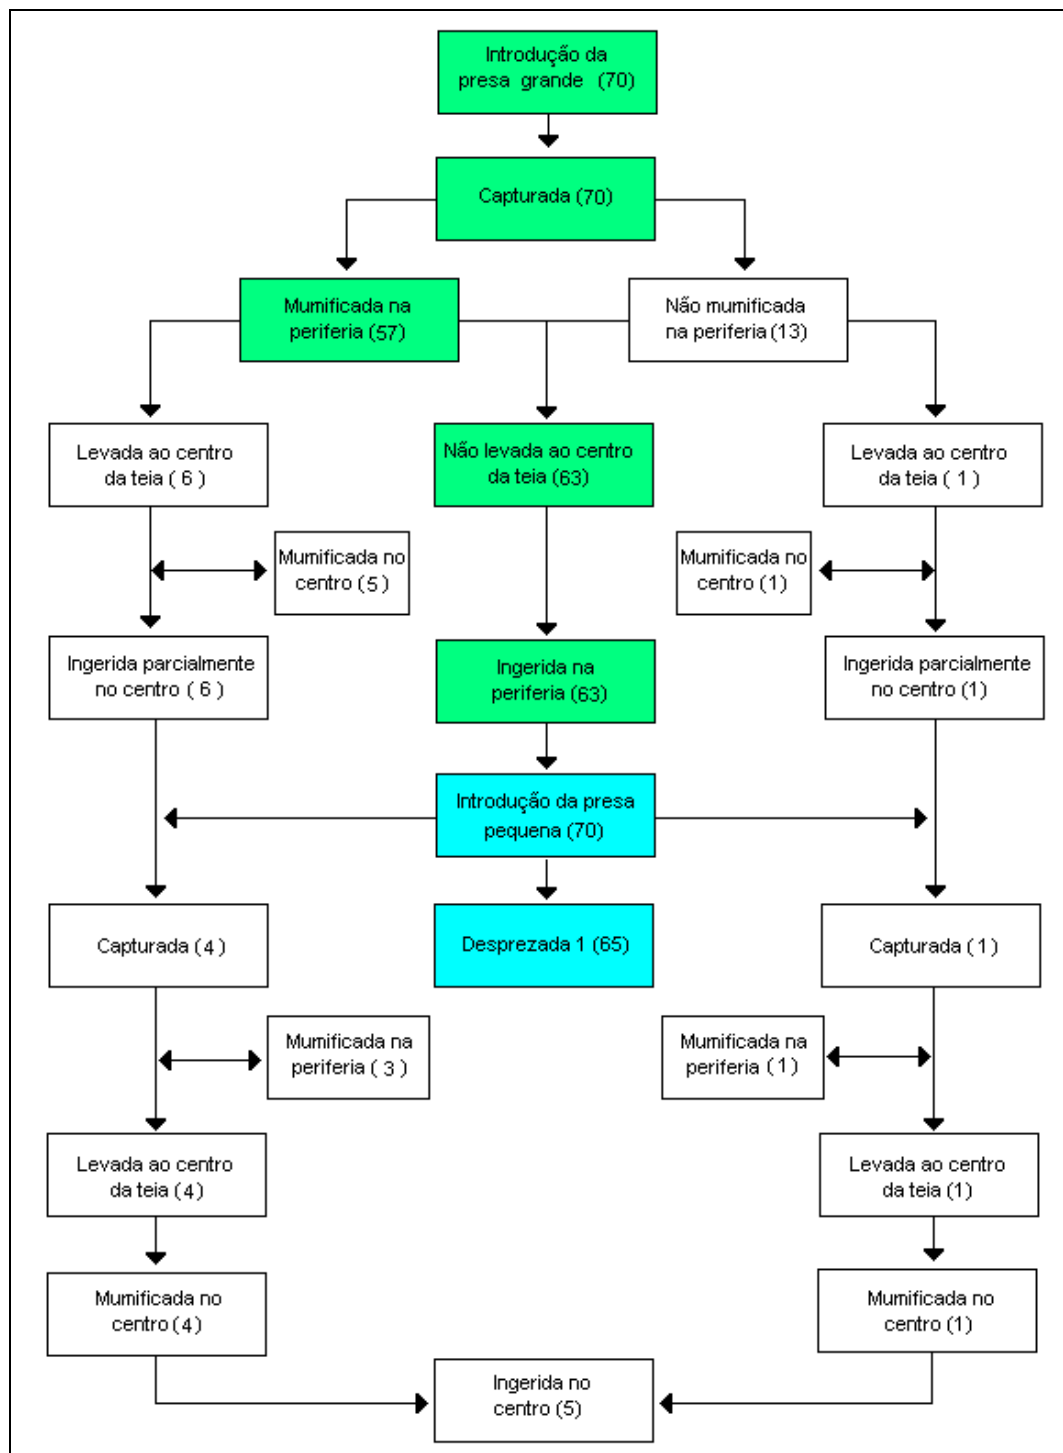 Introdução da
presa grande (70)
Capturada (70)
Mumificada na
periferia (57)
Não mumificada
na periferia (13)
Levada ao centro
da teia ( 6 )
Não levada ao centro
da teia (63)
Levada ao centro
da teia ( 1 )
Mumificada no
centro (5 )
Mumificada no
centro (1)
Ingerida parcialmente
no centro ( 6 )
Ingerida na
periferia (63)
Ingerida parcialmente
no centro (1)
Introdução da presa
pequena (70)
Capturada ( 4 )
Desprezada 1 (65)
Capturada ( 1 )
Mumificada na
periferia ( 3 )
Mumificada na
periferia ( 1 )
Levada ao centro
da teia (4)
Levada ao centro
da teia (1)
Mumificada no
centro (4)
Mumificada no
centro (1)
Ingerida no
centro (5)